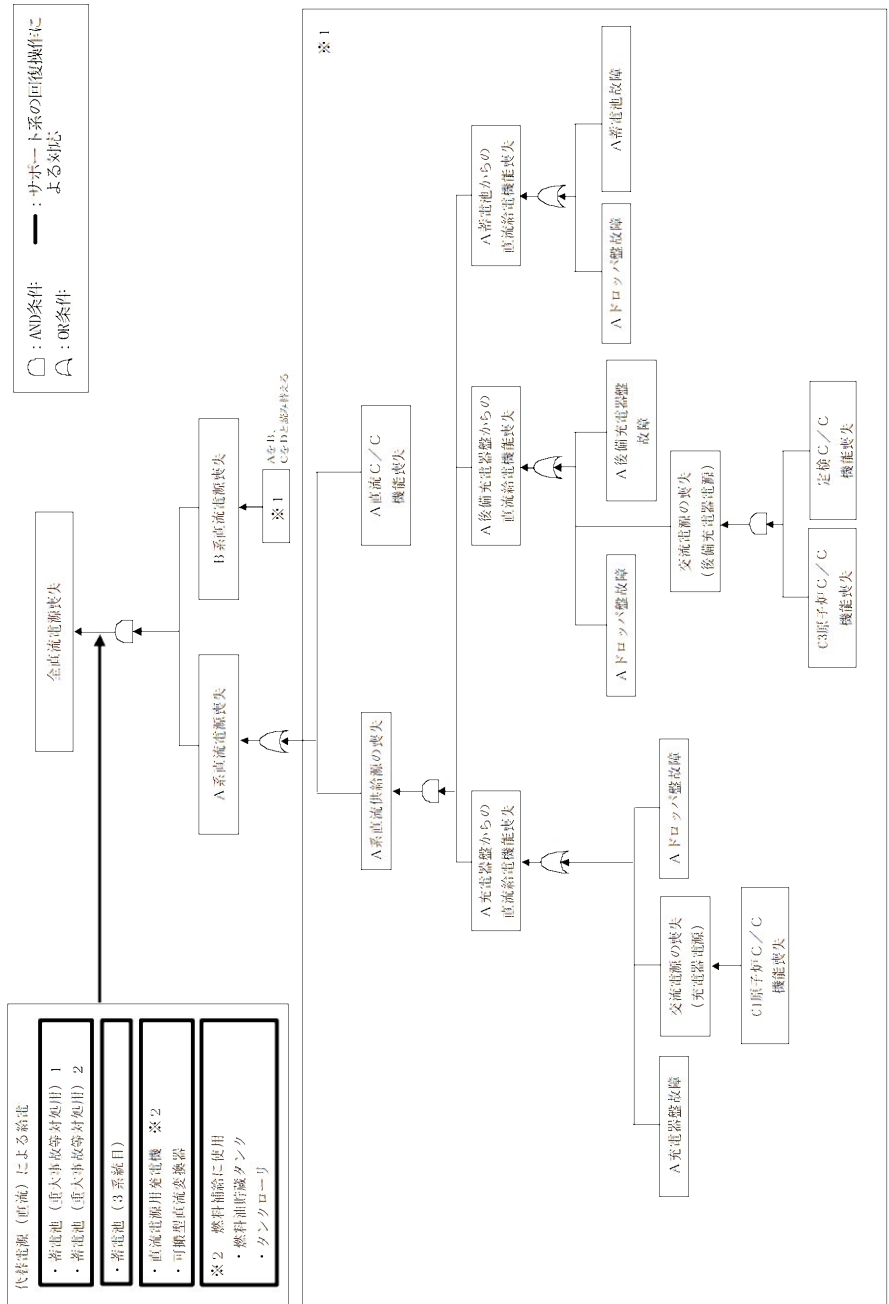 代替電源（直流）による給電
・蓄電池（重大事故等対処用）1
・蓄電池（重大事故等対処用）2
・蓄電池（3系統目）
・直流電源用発電機 ※2
・可搬型直流変換器
※2 燃料補給に使用
・燃料油貯蔵タンク
・タンクローリ
全直流電源喪失
：AND条件
：OR条件
：サポート系の回復操作に
よる対応
A系直流電源喪失
B系直流電源喪失
※1
AをB、
CをDと読み替える
※1
A系直流供給源の喪失
A直流C／C
機能喪失
A充電器盤からの
直流給電機能喪失
A後備充電器盤からの
直流給電機能喪失
A蓄電池からの
直流給電機能喪失
A充電器盤故障
交流電源の喪失
（充電器電源）
Aドロッパ盤故障
C1原子炉C／C
機能喪失
Aドロッパ盤故障
A後備充電器盤
故障
交流電源の喪失
（後備充電器電源）
C3原子炉C／C
機能喪失
定検C／C
機能喪失
Aドロッパ盤故障
A蓄電池故障